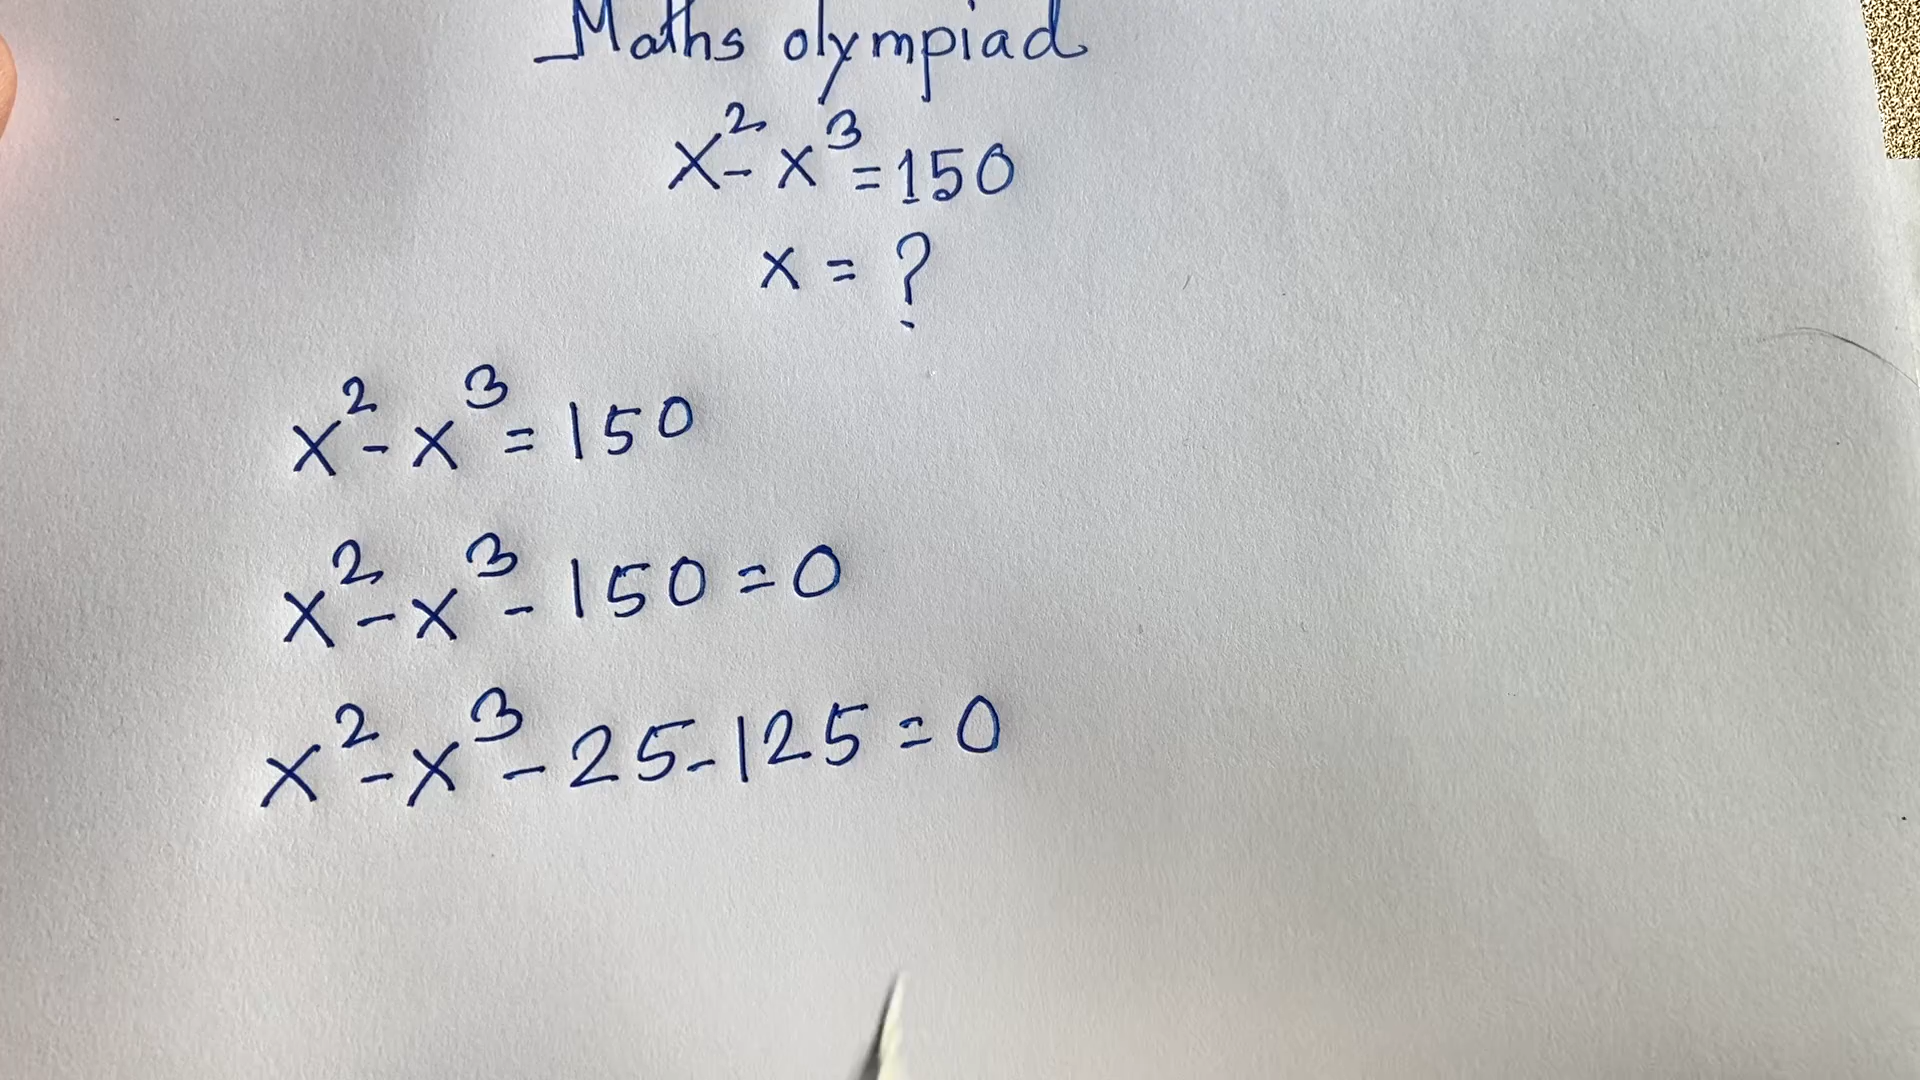 Maths olympiad
x²-x³=150
x = ?
x²-x³=150
x²-x³-150=0
x²-x³-25-125=0